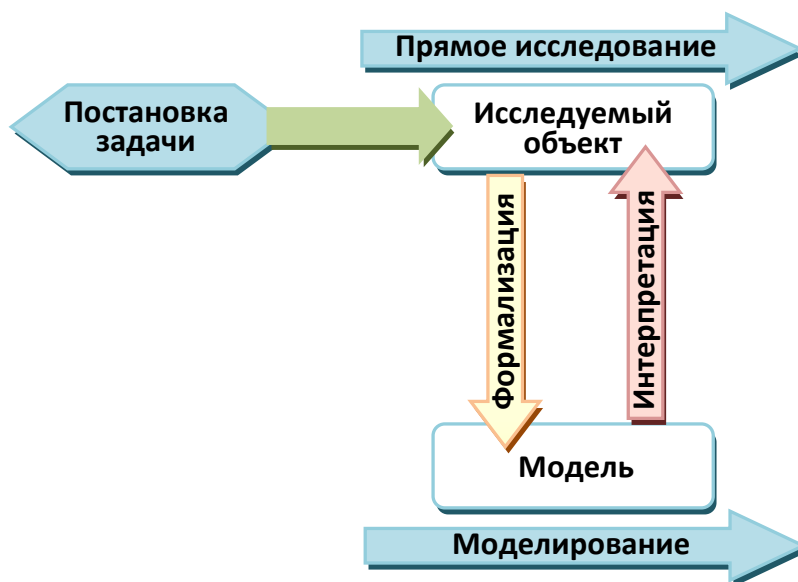 Прямое исследование
Постановка
задачи
Исследуемый
объект
Формализация
Интерпретация
Модель
Моделирование